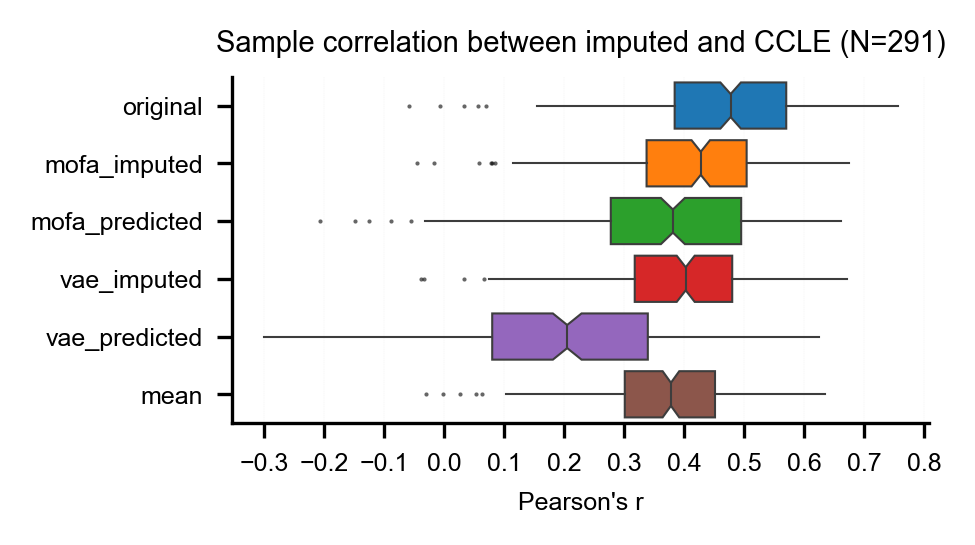 Sample correlation between imputed and CCLE (N=291)
original
mofa_imputed
mofa_predicted
vae_imputed
vae_predicted
mean
−0.3 −0.2 −0.1 0.0 0.1 0.2 0.3 0.4 0.5 0.6 0.7 0.8
Pearson's r